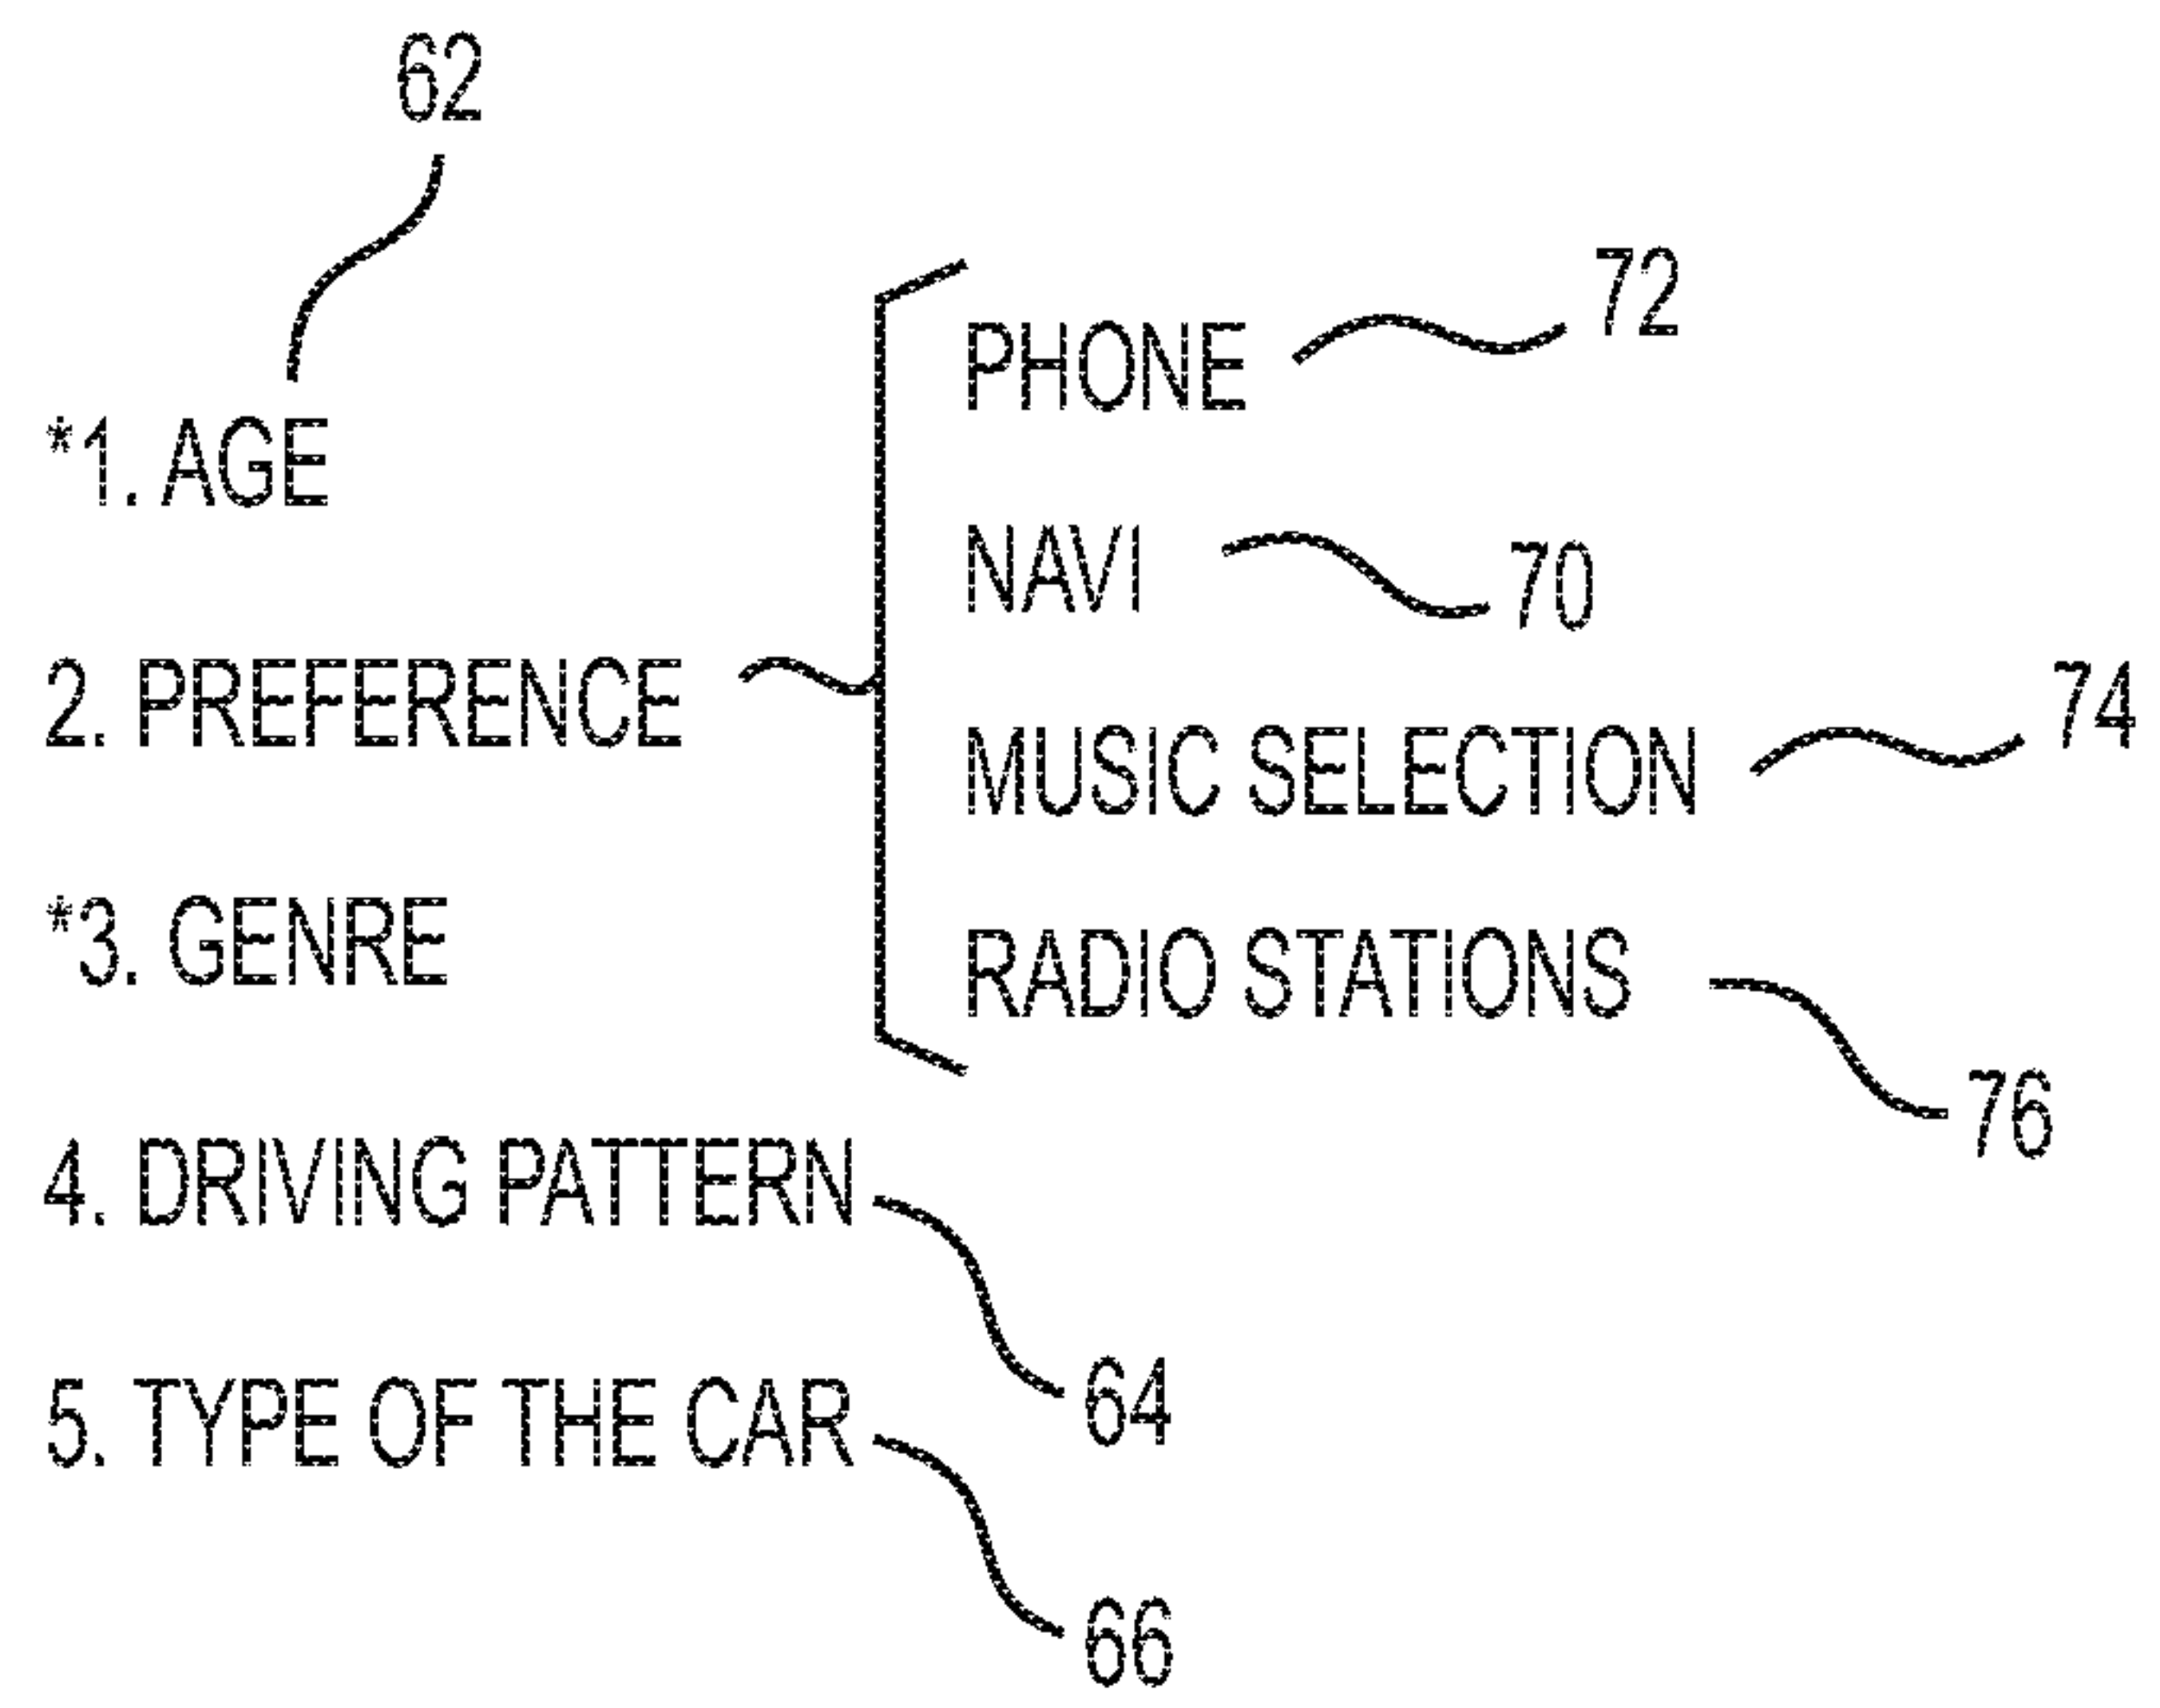 62
*1. AGE
2. PREFERENCE
PHONE 72
NAVI 70
MUSIC SELECTION 74
RADIO STATIONS 76
*3. GENRE
4. DRIVING PATTERN 64
5. TYPE OF THE CAR 66